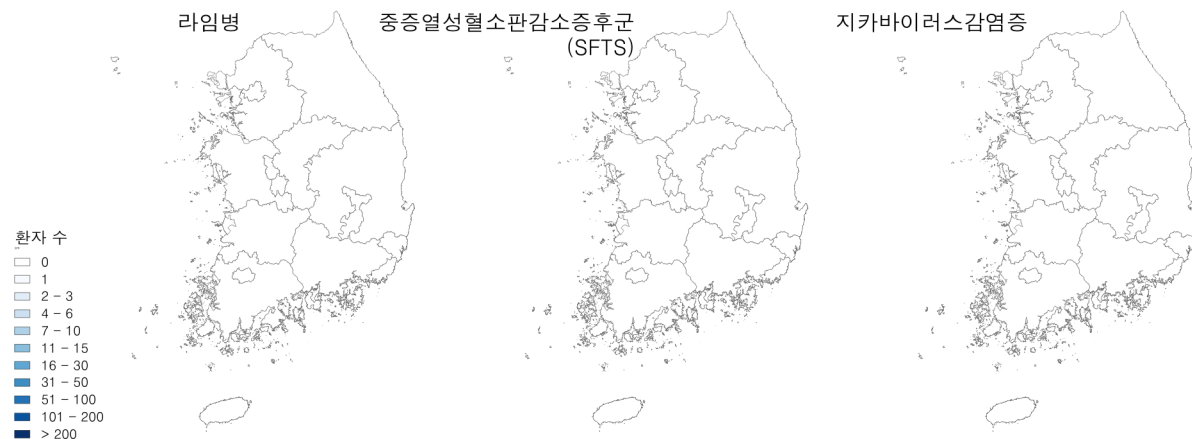 라임병
중증열성혈소판감소증후군
(SFTS)
지카바이러스감염증
환자 수
0
1
2 – 3
4 – 6
7 – 10
11 – 15
16 – 30
31 – 50
51 – 100
101 – 200
> 200